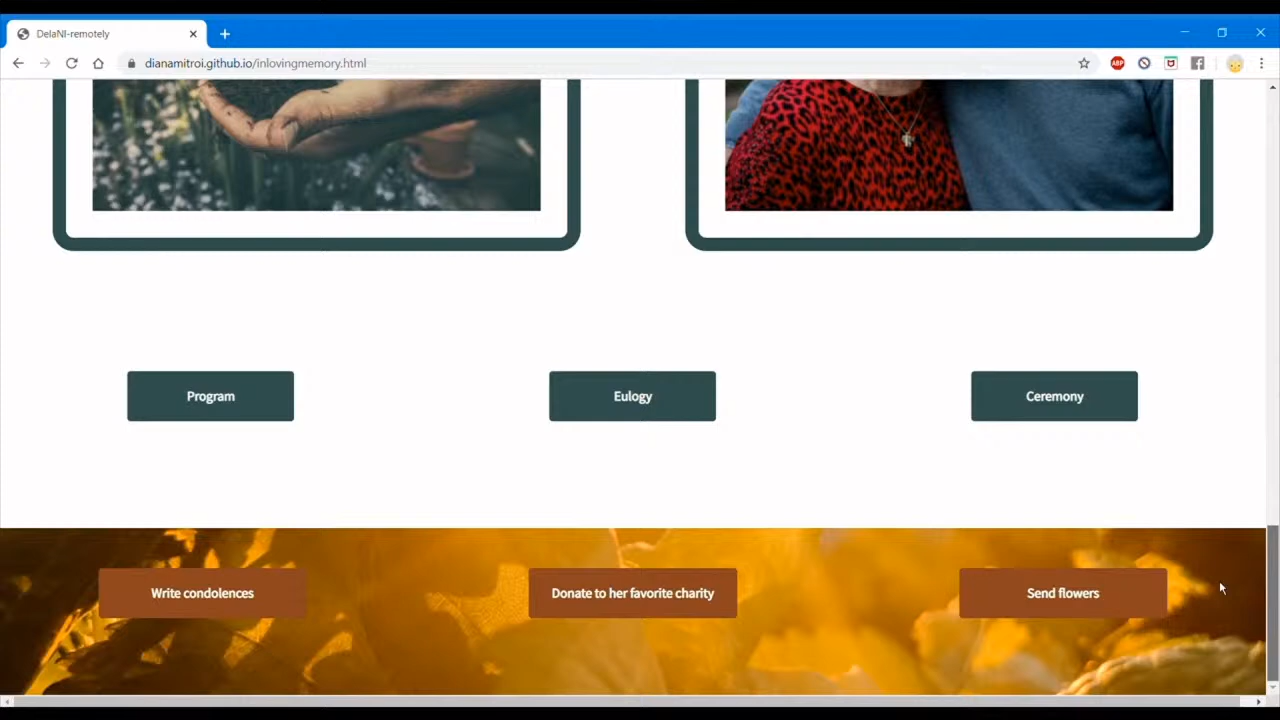 DelaNI-remotely
dianamitroi.github.io/inlovingmemory.html
ABP
Program
Eulogy
Ceremony
Write condolences
Donate to her favorite charity
Send flowers